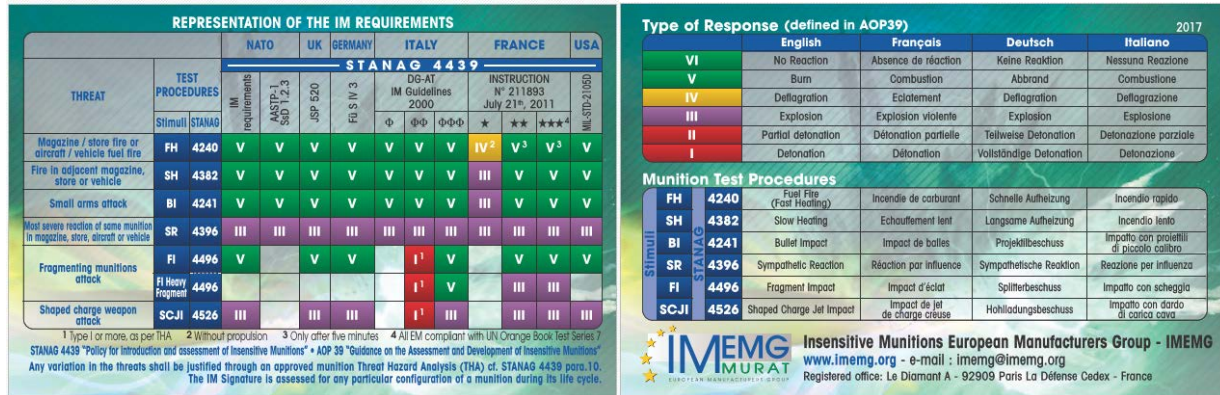 REPRESENTATION OF THE IM REQUIREMENTS
NATO UK GERMANY ITALY FRANCE USA
STANAG 4439
THREAT TEST PROCEDURES IM requirements AASTP-1 SsD 1.2.3 JSP 520 Fü S IV 3 DG-AT IM Guidelines 2000 INSTRUCTION N° 211893 July 21th, 2011 MIL-STD-2105D
Stimuli STANAG Φ ΦΦ ΦΦΦ ★ ★★ ★★★4
Magazine / store fire or aircraft / vehicle fuel fire FH 4240 V V V V V V V IV2 V3 V3 V
Fire in adjacent magazine, store or vehicle SH 4382 V V V V V V V III V V V
Small arms attack BI 4241 V V V V V V V III V V V
Most severe reaction of same munition in magazine, store, aircraft or vehicle SR 4396 III III III III III III III III III III III
Fragmenting munitions attack FI 4496 V V V I1 V V V V
FI Heavy Fragment 4496 I1 V III III
Shaped charge weapon attack SCJI 4526 III III III I1 III III III III
1 Type I or more, as per THA 2 Without propulsion 3 Only after five minutes 4 All EM compliant with UN Orange Book Test Series 7
STANAG 4439 "Policy for introduction and assessment of Insensitive Munitions" • AOP 39 "Guidance on the Assessment and Development of Insensitive Munitions"
Any variation in the threats shall be justified through an approved munition Threat Hazard Analysis (THA) cf. STANAG 4439 para.10.
The IM Signature is assessed for any particular configuration of a munition during its life cycle.
Type of Response (defined in AOP39) 2017
English Français Deutsch Italiano
VI No Reaction Absence de réaction Keine Reaktion Nessuna Reazione
V Burn Combustion Abbrand Combustione
IV Deflagration Eclatement Deflagration Deflagrazione
III Explosion Explosion violente Explosion Esplosione
II Partial detonation Détonation partielle Teilweise Detonation Detonazione parziale
I Detonation Détonation Vollständige Detonation Detonazione
Munition Test Procedures
Stimuli STANAG
FH 4240 Fuel Fire (Fast Heating) Incendie de carburant Schnelle Aufheizung Incendio rapido
SH 4382 Slow Heating Echauffement lent Langsame Aufheizung Incendio lento
BI 4241 Bullet Impact Impact de balles Projektilbeschuss Impatto con proiettili di piccolo calibro
SR 4396 Sympathetic Reaction Réaction par influence Sympathetische Reaktion Reazione per influenza
FI 4496 Fragment Impact Impact d'éclat Splitterbeschuss Impatto con scheggia
SCJI 4526 Shaped Charge Jet Impact Impact de jet de charge creuse Hohlladungsbeschuss Impatto con dardo di carica cava
IMEMG
MURAT
EUROPEAN MANUFACTURERS GROUP
Insensitive Munitions European Manufacturers Group - IMEMG
www.imemg.org - e-mail : imemg@imemg.org
Registered office: Le Diamant A - 92909 Paris La Défense Cedex - France